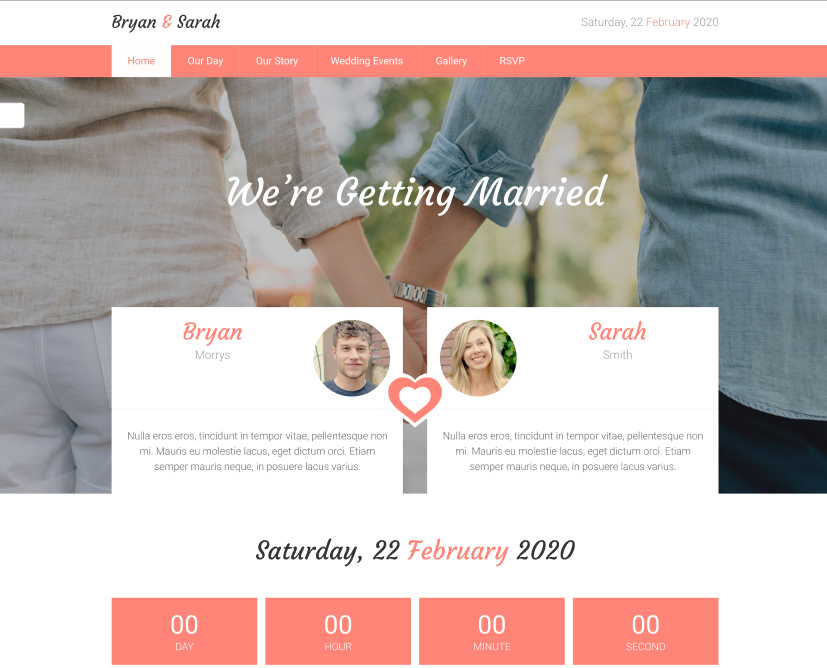 Bryan & Sarah
Saturday, 22 February 2020
Home Our Day Our Story Wedding Events Gallery RSVP
We're Getting Married
Bryan
Morrys
Sarah
Smith
Nulla eros eros, tincidunt in tempor vitae, pellentesque non
mi. Mauris eu molestie lacus, eget dictum orci. Etiam
semper mauris neque, in posuere lacus varius.
Nulla eros eros, tincidunt in tempor vitae, pellentesque non
mi. Mauris eu molestie lacus, eget dictum orci. Etiam
semper mauris neque, in posuere lacus varius.
Saturday, 22 February 2020
00 00 00 00
DAY HOUR MINUTE SECOND